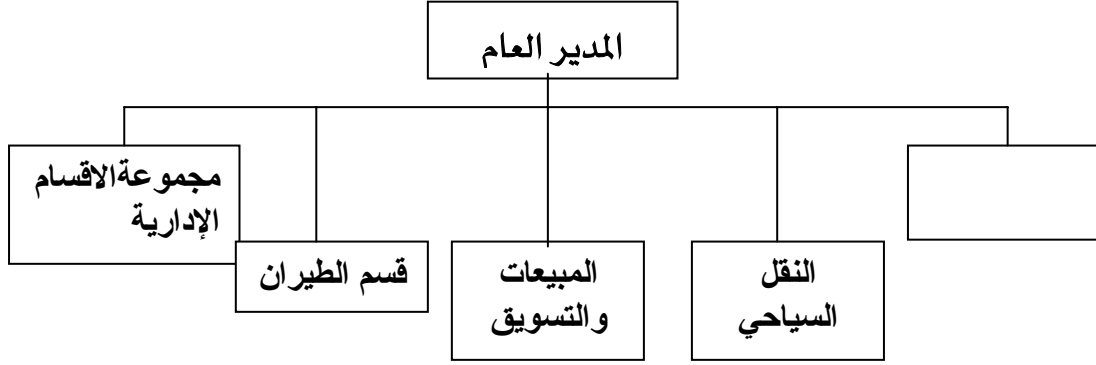 المدير العام
النقل
السياحي
المبيعات
والتسويق
قسم الطيران
مجموعةالاقسام
الإدارية